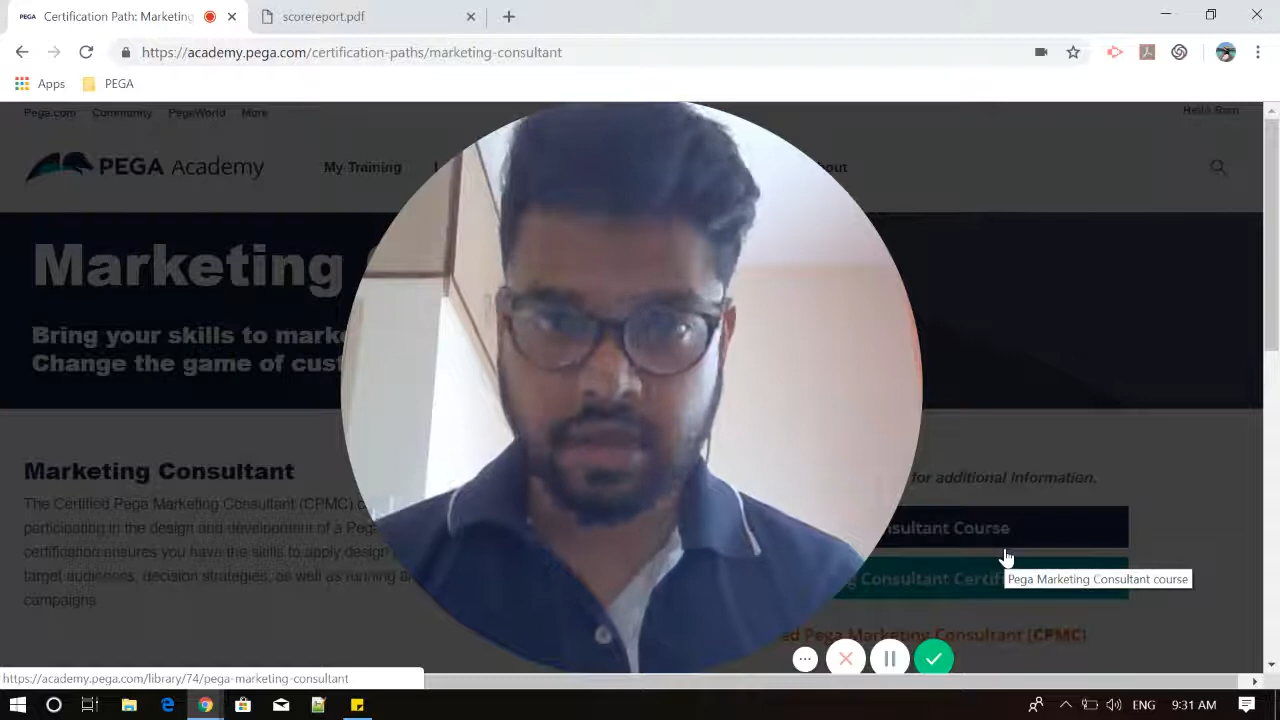 PEGA Certification Path: Marketing
scorereport.pdf
https://academy.pega.com/certification-paths/marketing-consultant
Apps
PEGA
Pega.com Community PegaWorld More
Hello Ram
PEGA Academy
My Training
Marketing
Bring your skills to
Change the game of
Marketing Consultant
for additional information.
The Certified Pega Marketing Consultant (CPMC)
participating in the design and development of a
certification ensures you have the skills to apply design
target audiences, decision strategies, as well as running
campaigns
Course
Consultant
Pega Marketing Consultant course
Pega Marketing Consultant (CPMC)
https://academy.pega.com/library/74/pega-marketing-consultant
ENG
9:31 AM